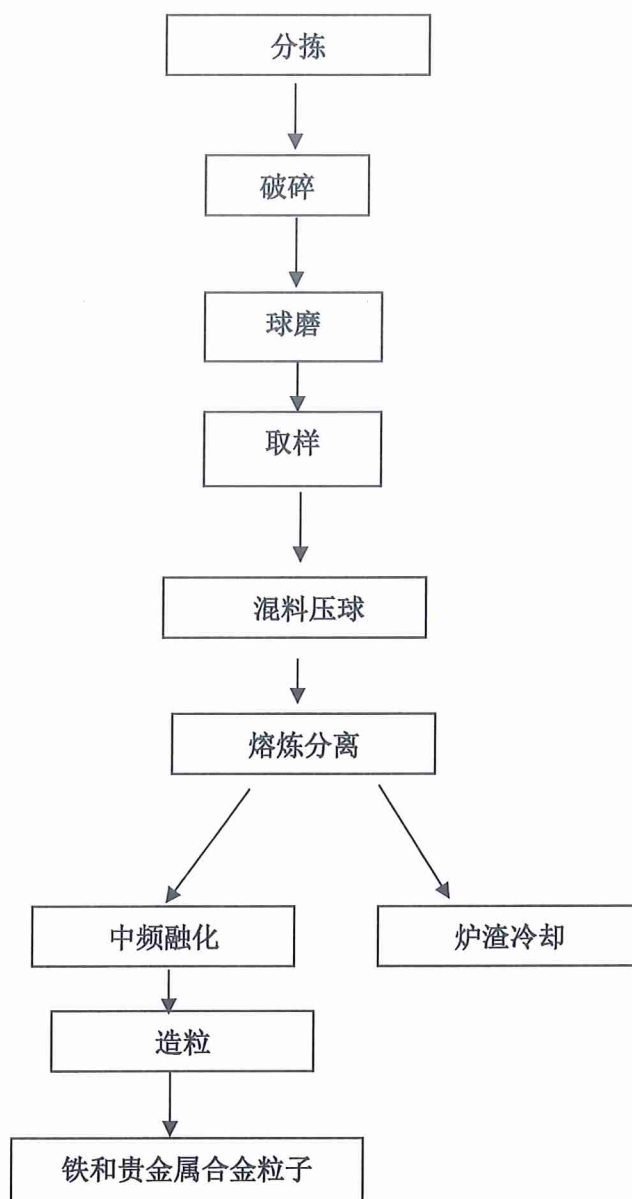 分拣
破碎
球磨
取样
混料压球
熔炼分离
中频融化
炉渣冷却
造粒
铁和贵金属合金粒子